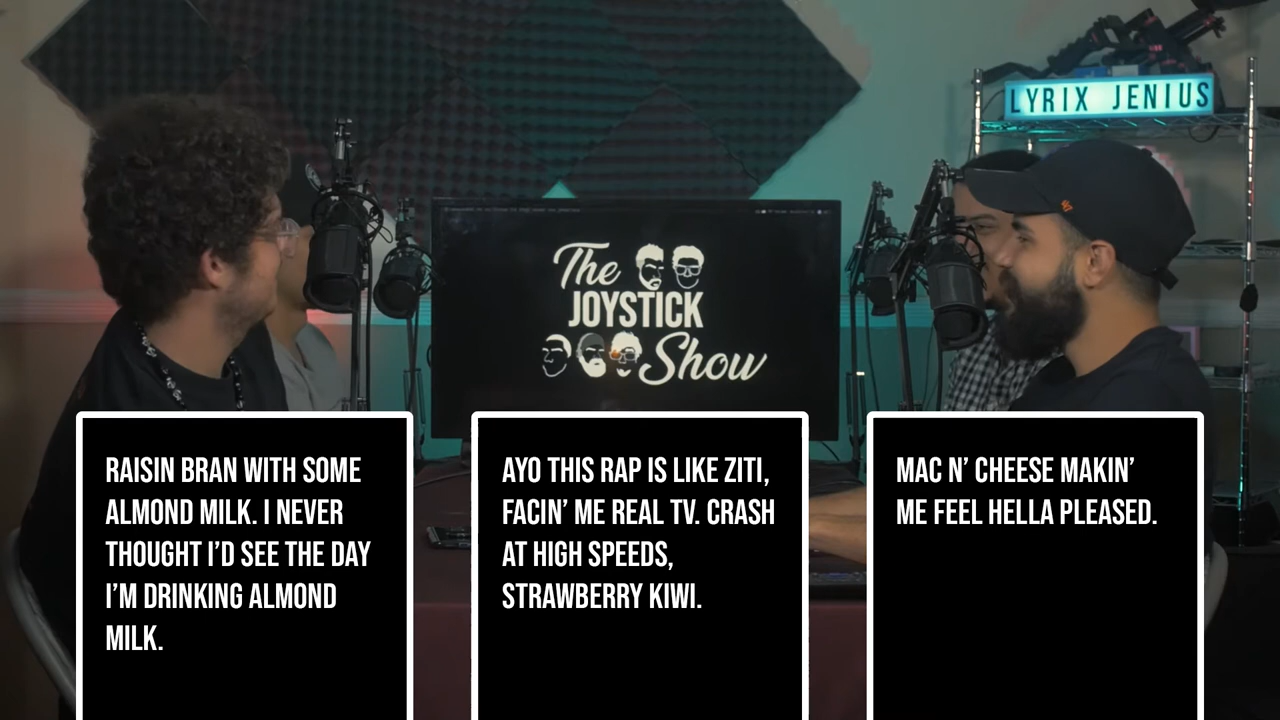 LYRIX JENIUS
The
JOYSTICK
Show
RAISIN BRAN WITH SOME
ALMOND MILK. I NEVER
THOUGHT I'D SEE THE DAY
I'M DRINKING ALMOND
MILK.
AYO THIS RAP IS LIKE ZITI,
FACIN' ME REAL TV. CRASH
AT HIGH SPEEDS,
STRAWBERRY KIWI.
MAC N' CHEESE MAKIN'
ME FEEL HELLA PLEASED.